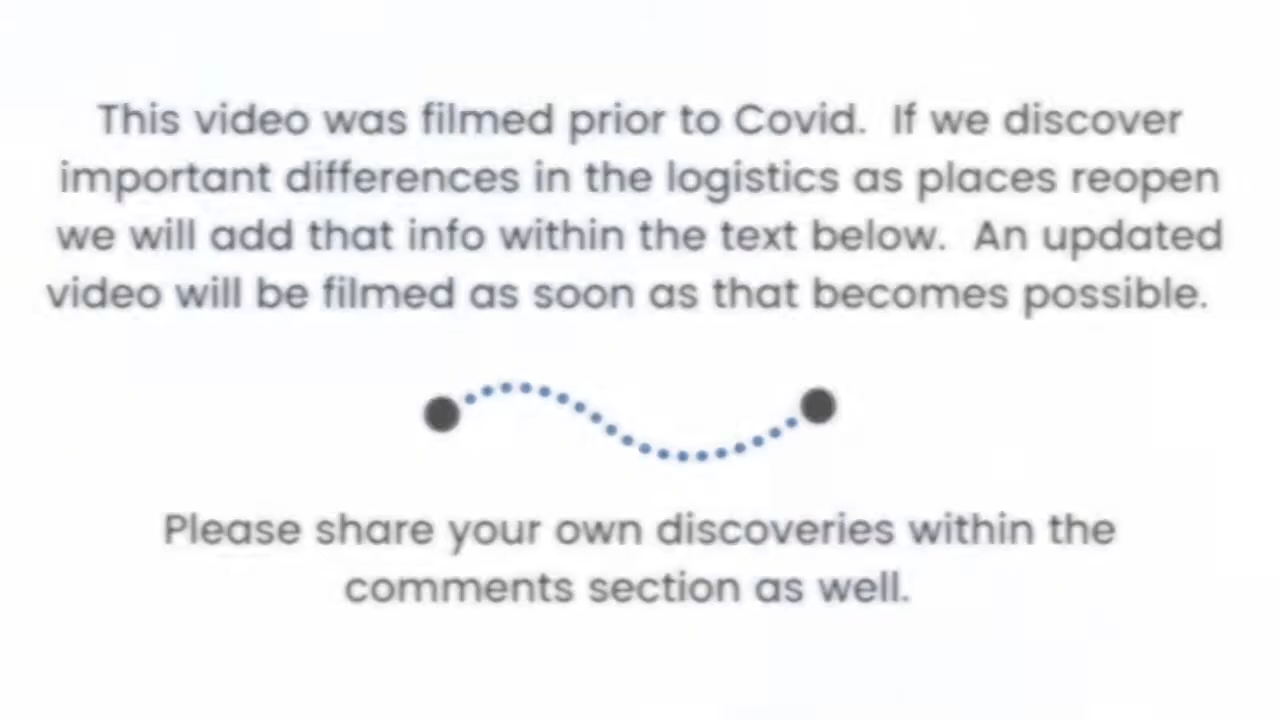 This video was filmed prior to Covid.  If we discover
important differences in the logistics as places reopen
we will add that info within the text below.  An updated
video will be filmed as soon as that becomes possible.
Please share your own discoveries within the
comments section as well.